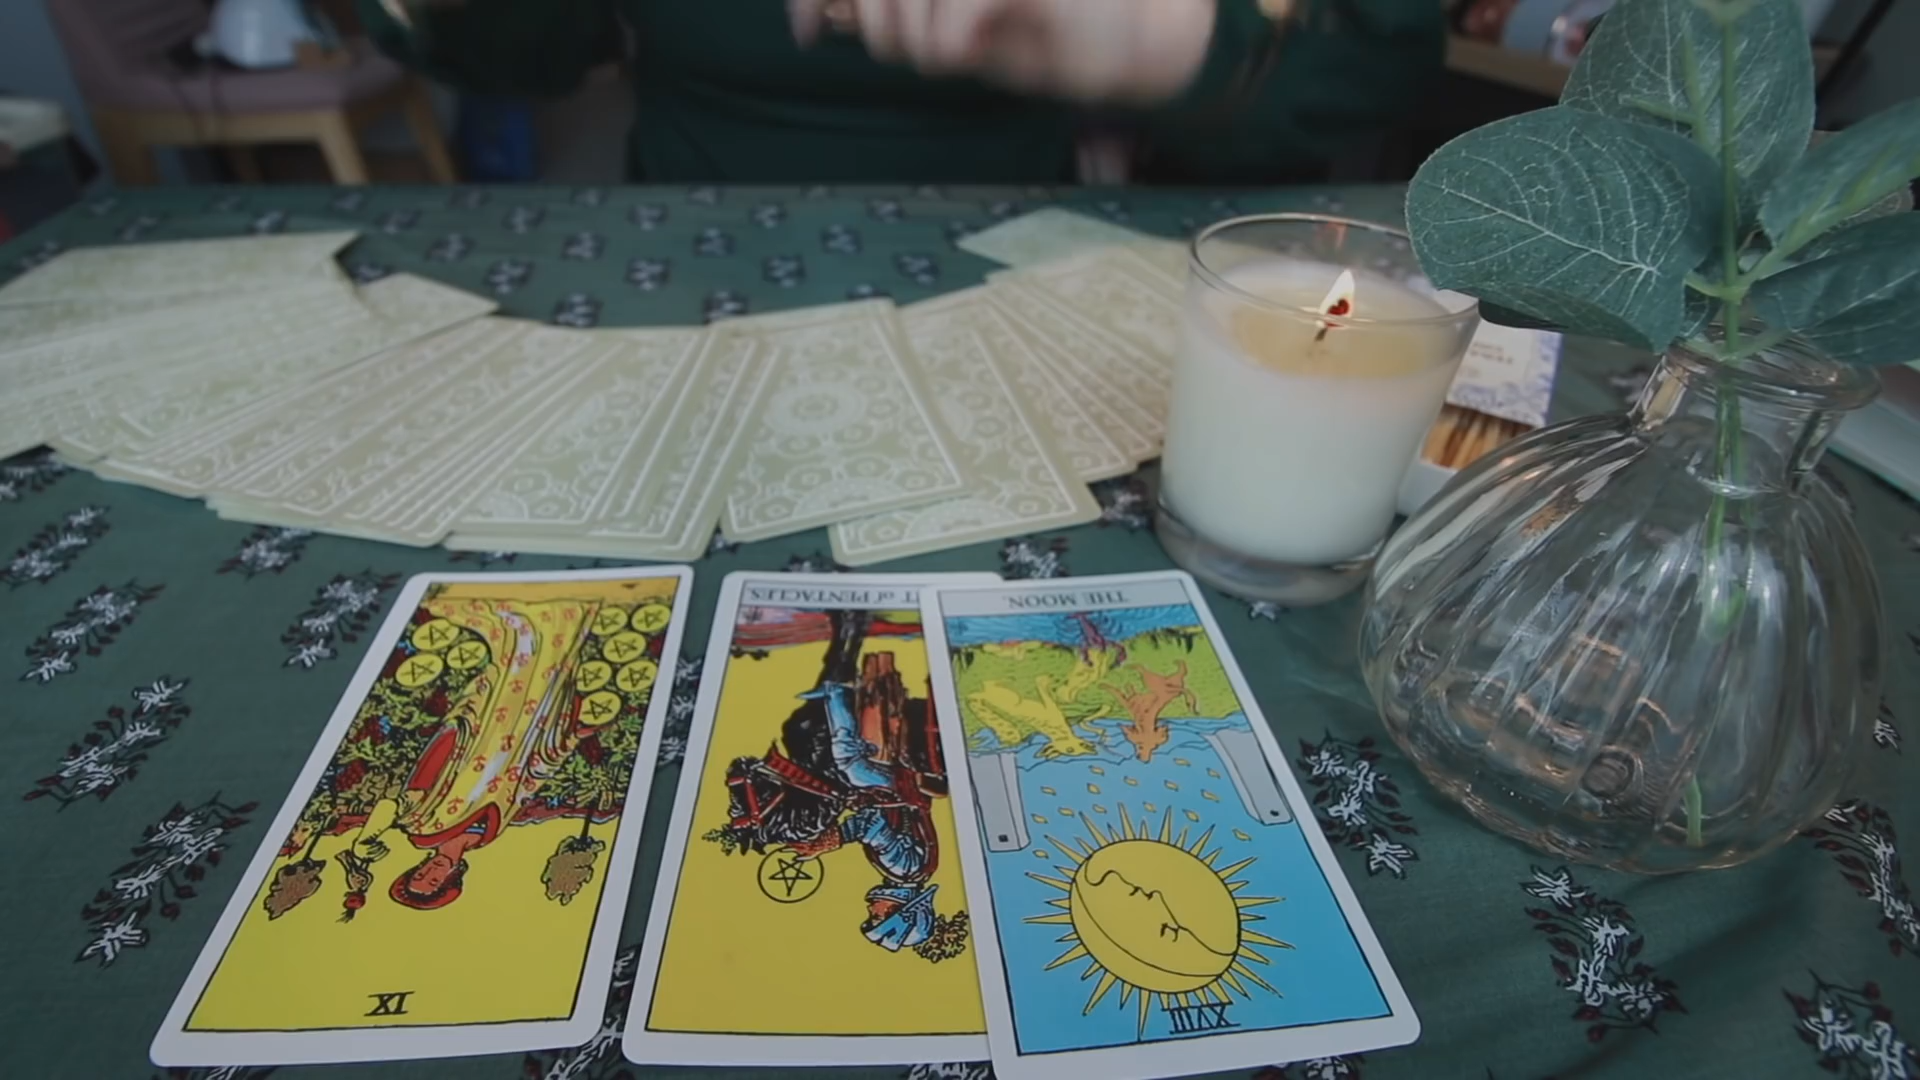 T of PENTACLES.
THE MOON.
IX
XVIII